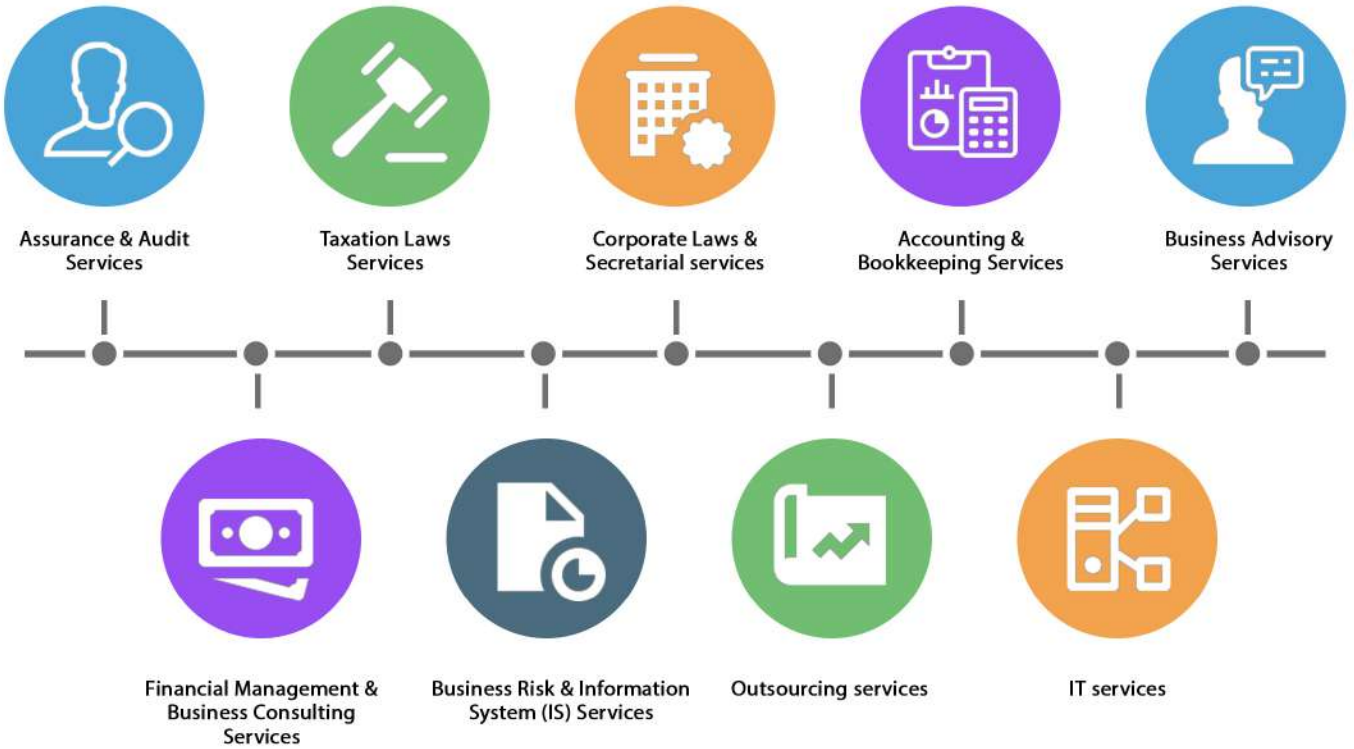 Assurance & Audit
Services
Taxation Laws
Services
Corporate Laws &
Secretarial services
Accounting &
Bookkeeping Services
Business Advisory
Services
Financial Management &
Business Consulting
Services
Business Risk & Information
System (IS) Services
Outsourcing services
IT services